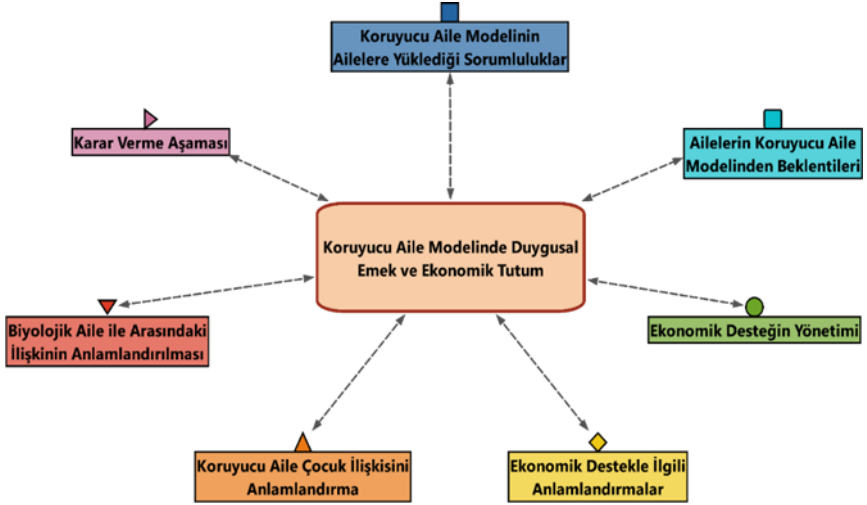 Koruyucu Aile Modelinin
Ailelere Yüklediği Sorumluluklar
Karar Verme Aşaması
Ailelerin Koruyucu Aile
Modelinden Beklentileri
Koruyucu Aile Modelinde Duygusal
Emek ve Ekonomik Tutum
Biyolojik Aile ile Arasındaki
İlişkinin Anlamlandırılması
Ekonomik Desteğin Yönetimi
Koruyucu Aile Çocuk İlişkisini
Anlamlandırma
Ekonomik Destekle İlgili
Anlamlandırmalar